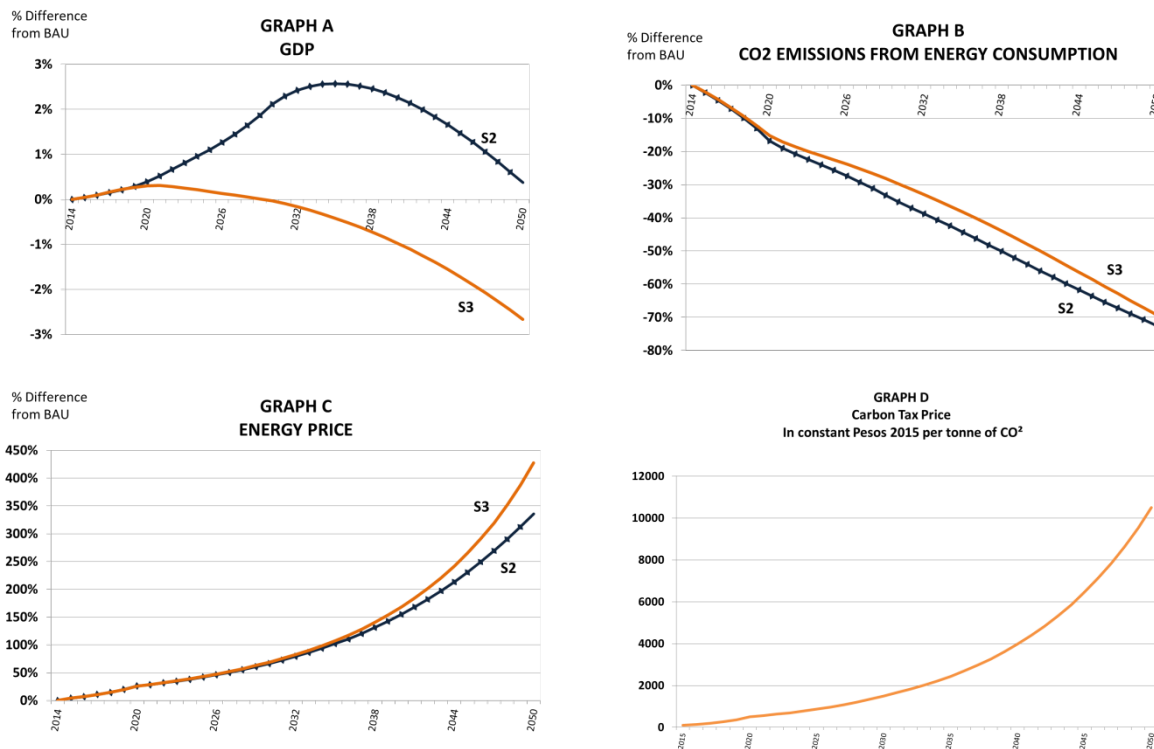 % Difference
from BAU
GRAPH A
GDP
3%
2%
1%
0%
-1%
-2%
-3%
2014
2020
2026
2032
2038
2044
2050
S2
S3
% Difference
from BAU
GRAPH B
CO2 EMISSIONS FROM ENERGY CONSUMPTION
0%
-10%
-20%
-30%
-40%
-50%
-60%
-70%
-80%
2014
2020
2026
2032
2038
2044
S3
S2
% Difference
from BAU
GRAPH C
ENERGY PRICE
450%
400%
350%
300%
250%
200%
150%
100%
50%
0%
2014
2020
2026
2032
2038
2044
2050
S3
S2
GRAPH D
Carbon Tax Price
In constant Pesos 2015 per tonne of CO²
12000
10000
8000
6000
4000
2000
0
2015
2020
2025
2030
2035
2040
2045
2050